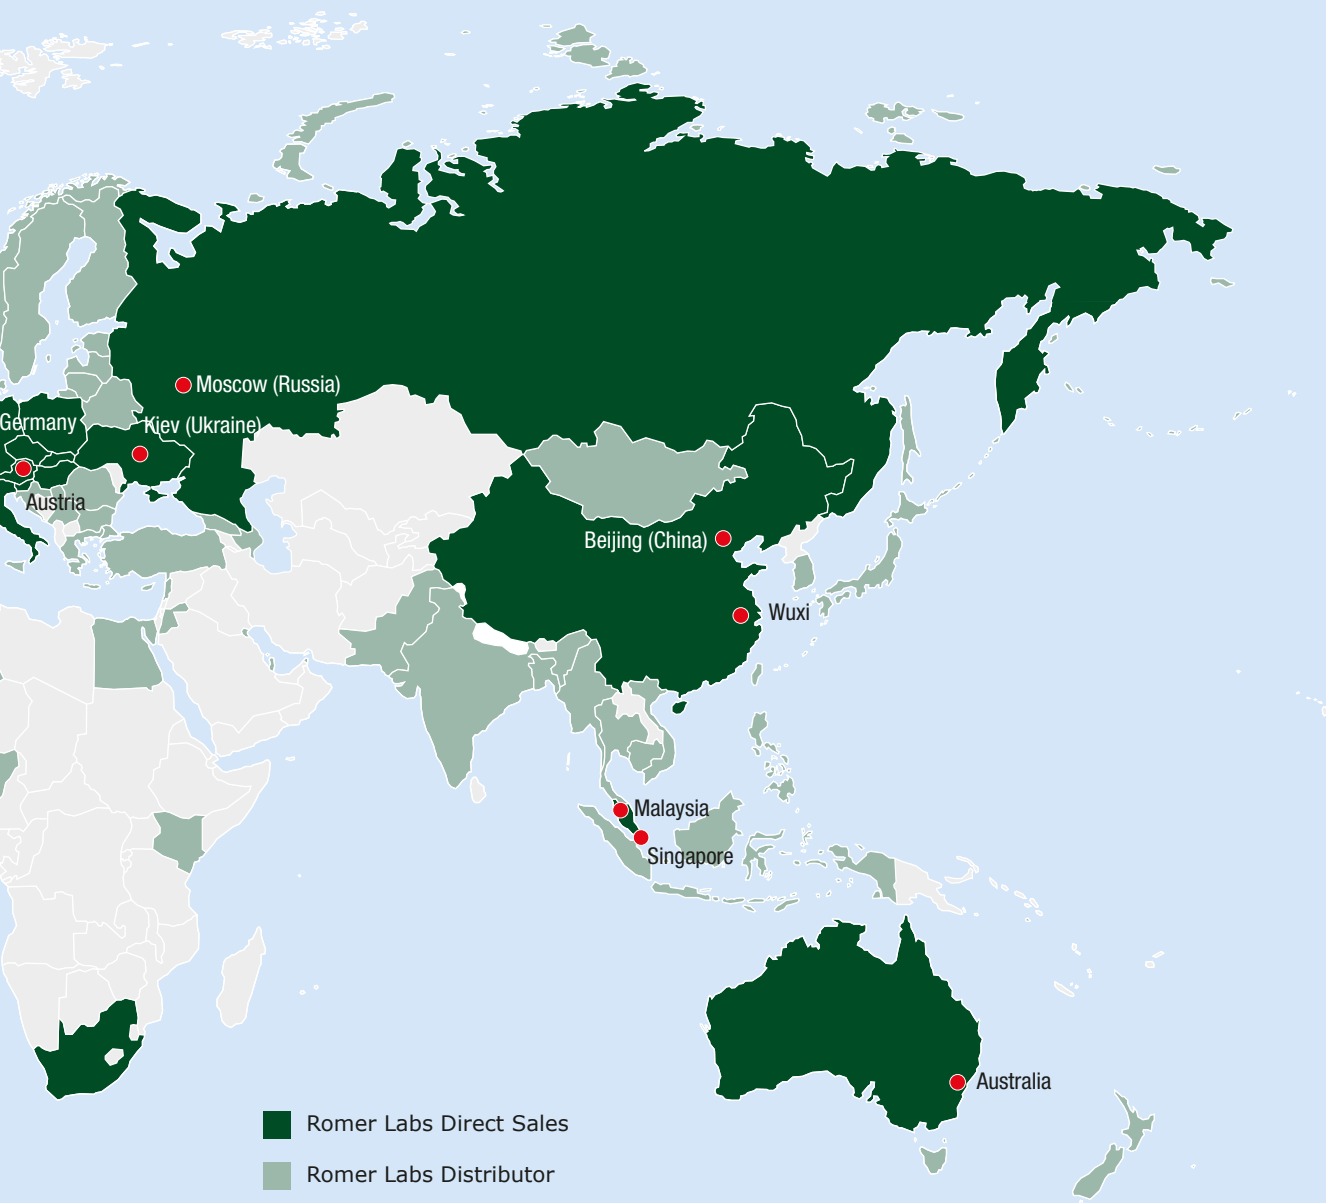 Moscow (Russia)
Germany
Kiev (Ukraine)
Austria
Beijing (China)
Wuxi
Malaysia
Singapore
Australia
Romer Labs Direct Sales
Romer Labs Distributor